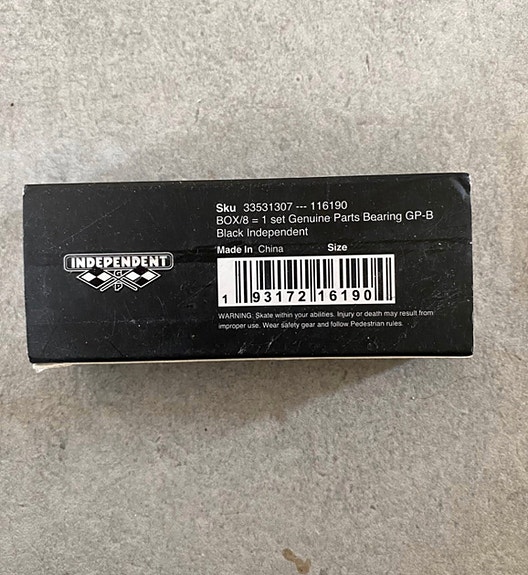 Sku 33531307 --- 116190
BOX/8 = 1 set Genuine Parts Bearing GP-B
Black Independent
Made In China Size
INDEPENDENT
G
P
1 93172 16190
WARNING: Skate within your abilities. Injury or death may result from
improper use. Wear safety gear and follow Pedestrian rules.